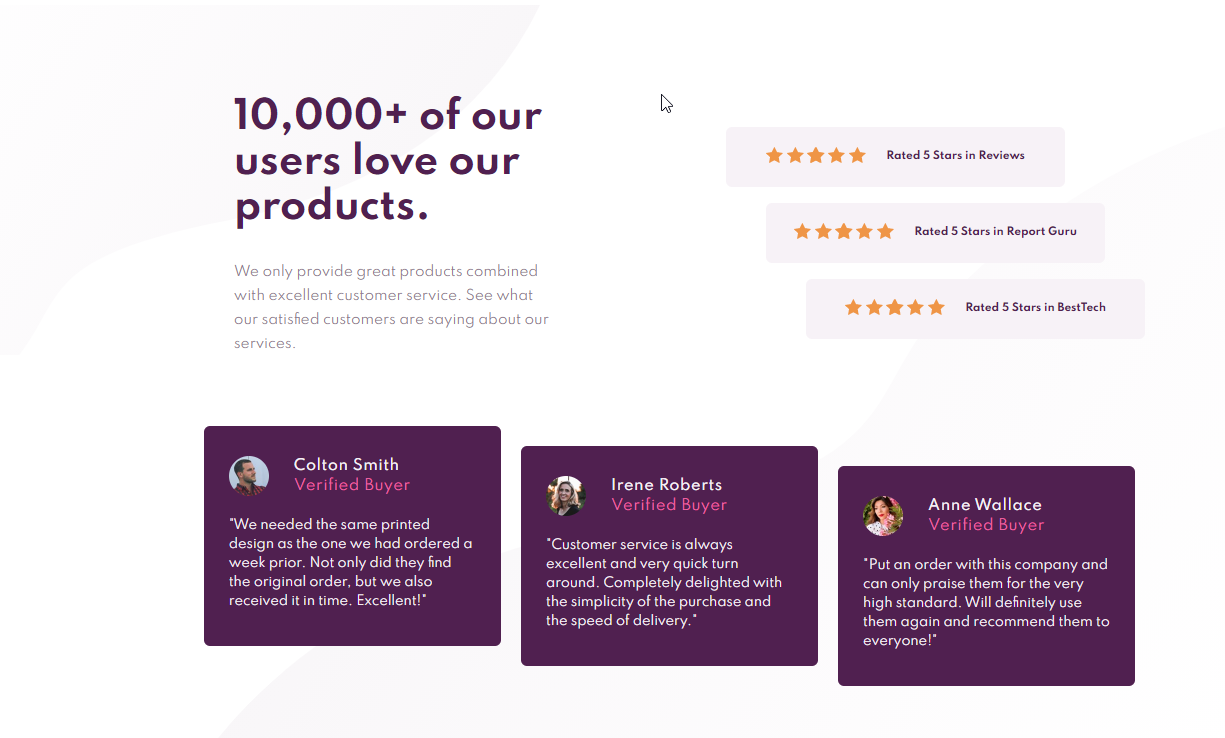 10,000+ of our
users love our
products.
We only provide great products combined
with excellent customer service. See what
our satisfied customers are saying about our
services.
Rated 5 Stars in Reviews
Rated 5 Stars in Report Guru
Rated 5 Stars in BestTech
Colton Smith
Verified Buyer
"We needed the same printed
design as the one we had ordered a
week prior. Not only did they find
the original order, but we also
received it in time. Excellent!"
Irene Roberts
Verified Buyer
"Customer service is always
excellent and very quick turn
around. Completely delighted with
the simplicity of the purchase and
the speed of delivery."
Anne Wallace
Verified Buyer
"Put an order with this company and
can only praise them for the very
high standard. Will definitely use
them again and recommend them to
everyone!"